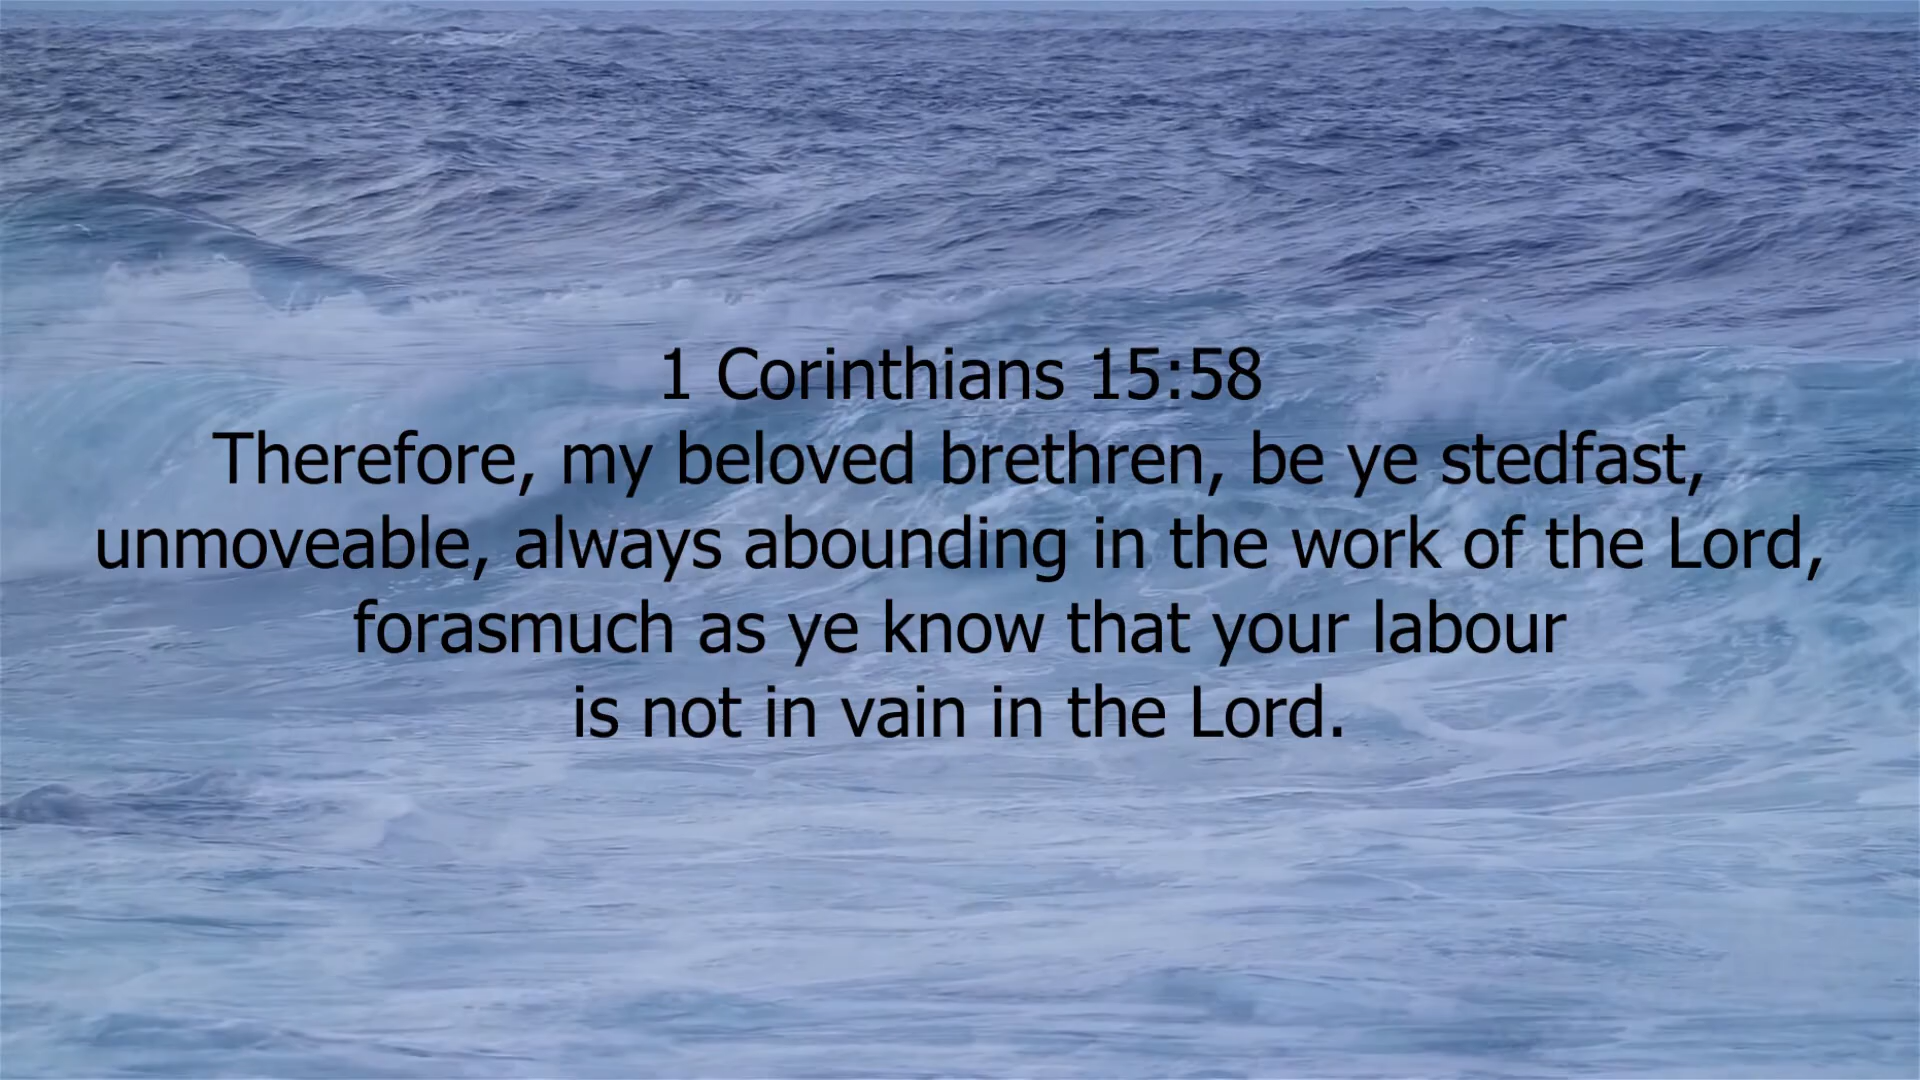 1 Corinthians 15:58
Therefore, my beloved brethren, be ye stedfast,
unmoveable, always abounding in the work of the Lord,
forasmuch as ye know that your labour
is not in vain in the Lord.